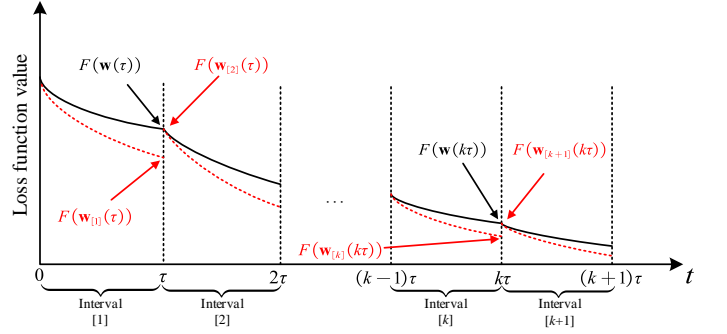 Loss function value
F(w(τ))
F(w[2](τ))
F(w[1](τ))
...
F(w(kτ))
F(w[k+1](kτ))
F(w[k](kτ))
0
τ
2τ
(k−1)τ
kτ
(k+1)τ
t
Interval
[1]
Interval
[2]
Interval
[k]
Interval
[k+1]